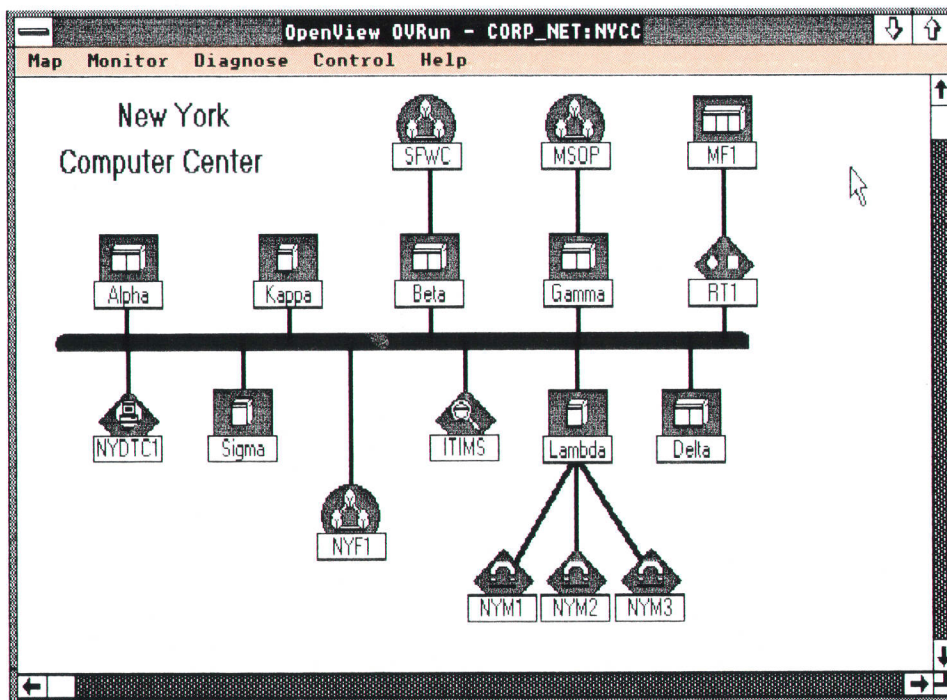 OpenView OVRun - CORP_NET:NYCC
Map Monitor Diagnose Control Help
New York
Computer Center
SFWC MSOP MF1
Alpha Kappa Beta Gamma RT1
NYDTC1 Sigma ITIMS Lambda Delta
NYF1
NYM1 NYM2 NYM3